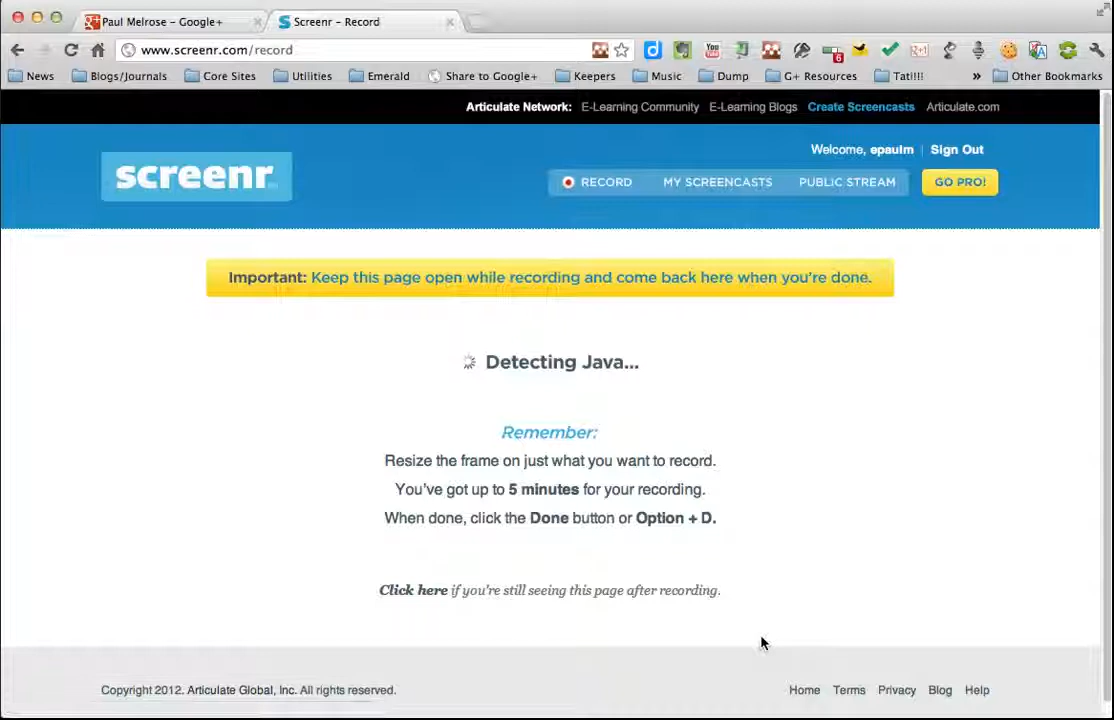 Paul Melrose – Google+
Screenr – Record
www.screenr.com/record
6
News
Blogs/Journals
Core Sites
Utilities
Emerald
Share to Google+
Keepers
Music
Dump
G+ Resources
Tati!!!
»
Other Bookmarks
Articulate Network: E-Learning Community E-Learning Blogs Create Screencasts Articulate.com
Welcome, epaulm | Sign Out
screenr
RECORD MY SCREENCASTS PUBLIC STREAM GO PRO!
Important: Keep this page open while recording and come back here when you're done.
Detecting Java...
Remember:
Resize the frame on just what you want to record.
You've got up to 5 minutes for your recording.
When done, click the Done button or Option + D.
Click here if you're still seeing this page after recording.
Copyright 2012. Articulate Global, Inc. All rights reserved.
Home Terms Privacy Blog Help